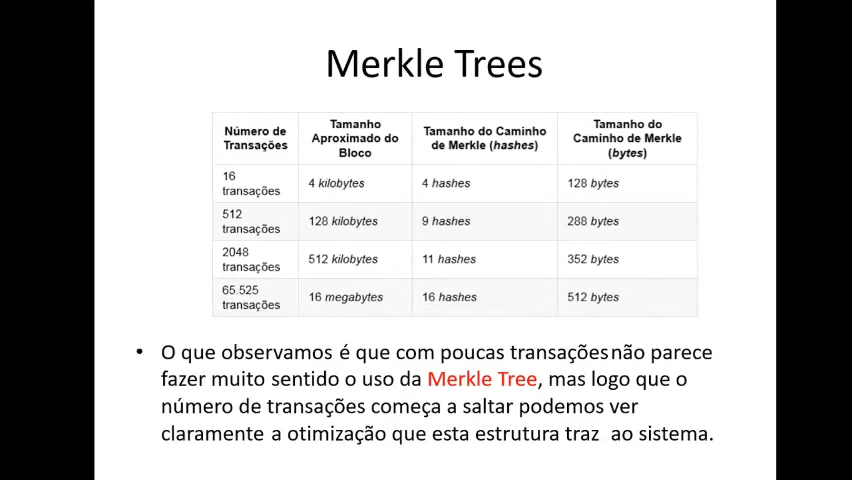 Merkle Trees
Número de Transações | Tamanho Aproximado do Bloco | Tamanho do Caminho de Merkle (hashes) | Tamanho do Caminho de Merkle (bytes)
16 transações | 4 kilobytes | 4 hashes | 128 bytes
512 transações | 128 kilobytes | 9 hashes | 288 bytes
2048 transações | 512 kilobytes | 11 hashes | 352 bytes
65.525 transações | 16 megabytes | 16 hashes | 512 bytes
• O que observamos é que com poucas transações não parece
fazer muito sentido o uso da Merkle Tree, mas logo que o
número de transações começa a saltar podemos ver
claramente a otimização que esta estrutura traz ao sistema.